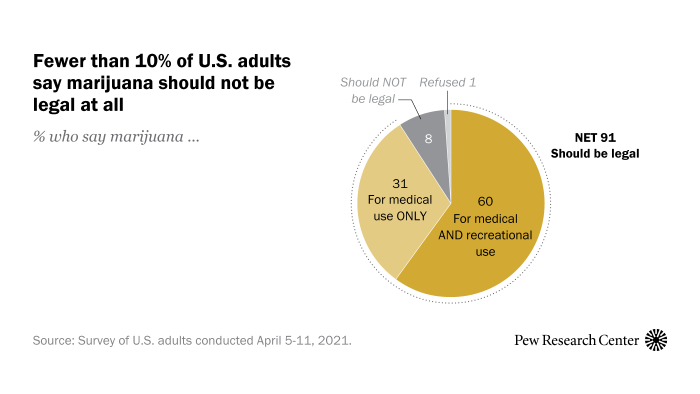 Fewer than 10% of U.S. adults
say marijuana should not be
legal at all
% who say marijuana ...
Should NOT
be legal
Refused 1
8
NET 91
Should be legal
31
For medical
use ONLY
60
For medical
AND recreational
use
Source: Survey of U.S. adults conducted April 5-11, 2021.
Pew Research Center